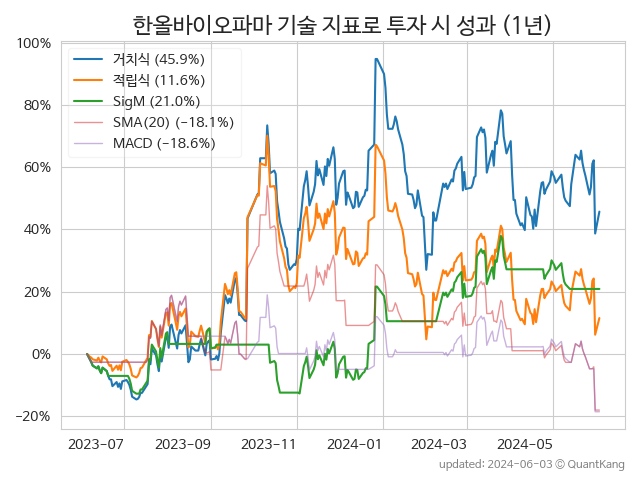 한올바이오파마 기술 지표로 투자 시 성과 (1년)
100%
80%
60%
40%
20%
0%
−20%
거치식 (45.9%)
적립식 (11.6%)
SigM (21.0%)
SMA(20) (−18.1%)
MACD (−18.6%)
2023-07
2023-09
2023-11
2024-01
2024-03
2024-05
updated: 2024-06-03 ⓒ QuantKang